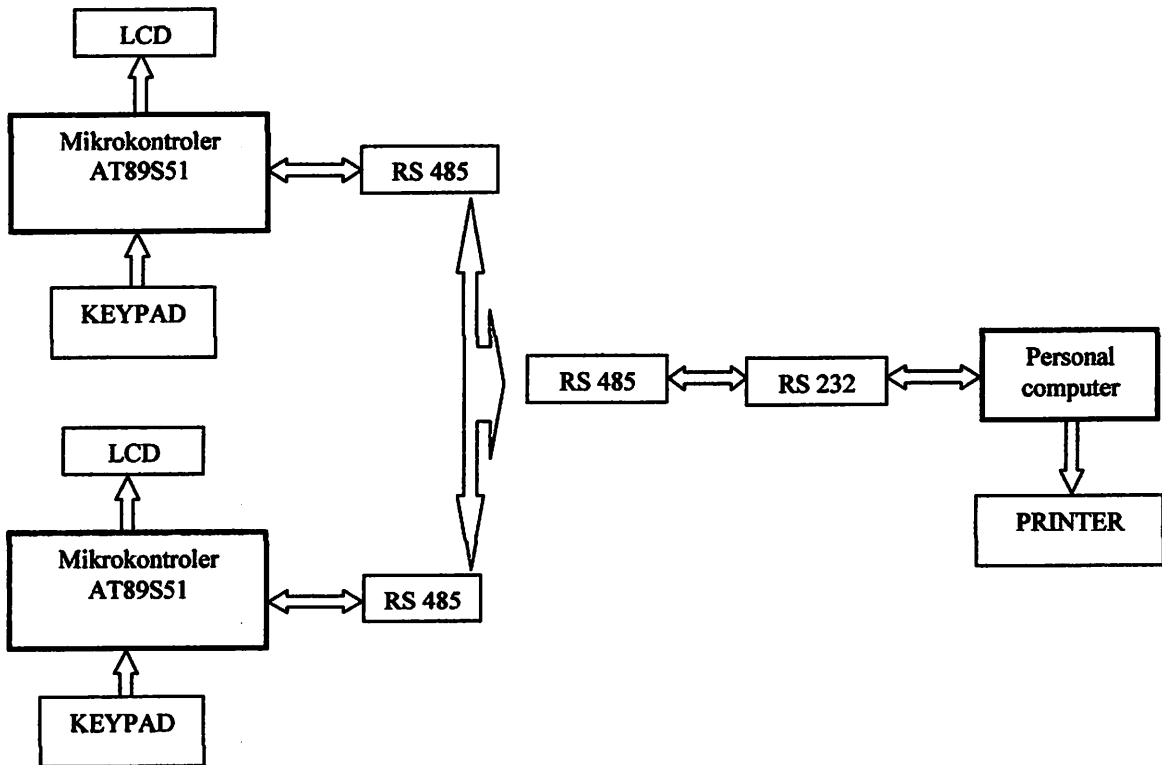 LCD
Mikrokontroler
AT89S51
RS 485
KEYPAD
RS 485
RS 232
Personal
computer
PRINTER
LCD
Mikrokontroler
AT89S51
RS 485
KEYPAD